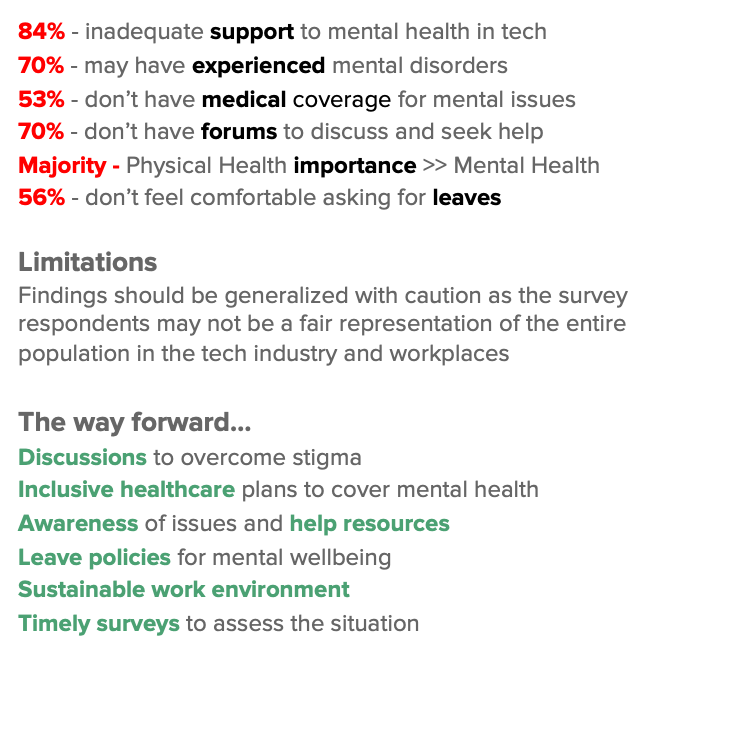 84% - inadequate support to mental health in tech
70% - may have experienced mental disorders
53% - don’t have medical coverage for mental issues
70% - don’t have forums to discuss and seek help
Majority - Physical Health importance >> Mental Health
56% - don’t feel comfortable asking for leaves
Limitations
Findings should be generalized with caution as the survey
respondents may not be a fair representation of the entire
population in the tech industry and workplaces
The way forward...
Discussions to overcome stigma
Inclusive healthcare plans to cover mental health
Awareness of issues and help resources
Leave policies for mental wellbeing
Sustainable work environment
Timely surveys to assess the situation